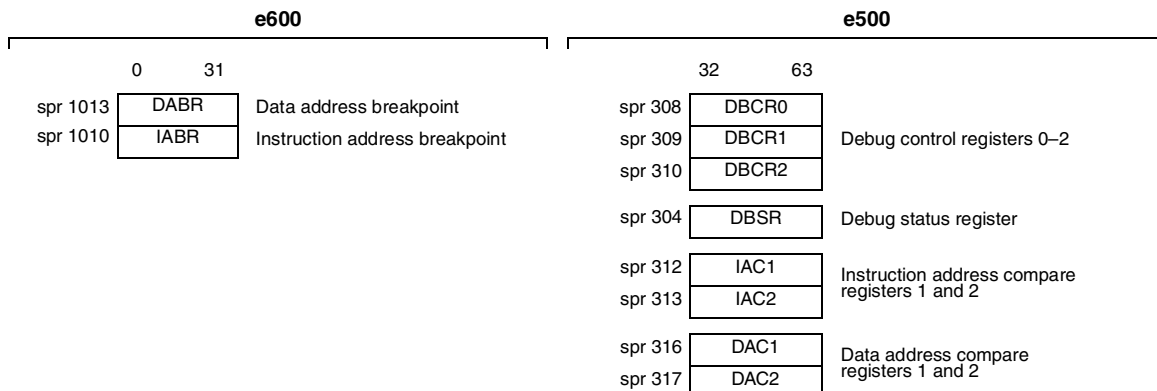 e600
0 31
spr 1013 DABR Data address breakpoint
spr 1010 IABR Instruction address breakpoint
e500
32 63
spr 308 DBCR0
spr 309 DBCR1 Debug control registers 0–2
spr 310 DBCR2
spr 304 DBSR Debug status register
spr 312 IAC1 Instruction address compare
spr 313 IAC2 registers 1 and 2
spr 316 DAC1 Data address compare
spr 317 DAC2 registers 1 and 2